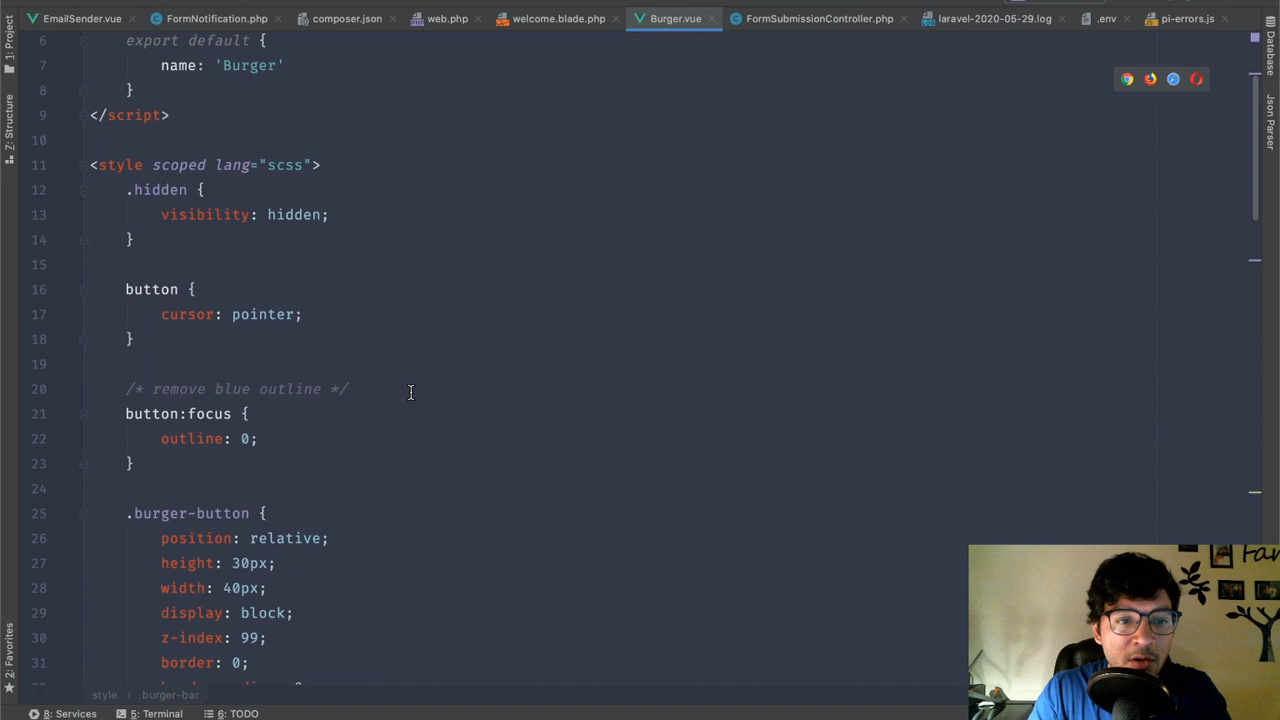 EmailSender.vue
FormNotification.php
composer.json
web.php
welcome.blade.php
Burger.vue
FormSubmissionController.php
laravel-2020-05-29.log
.env
pi-errors.js
1: Project
Z: Structure
2: Favorites
Database
Json Parser
6 export default {
7 name: 'Burger'
8 }
9 </script>
10
11 <style scoped lang="scss">
12 .hidden {
13 visibility: hidden;
14 }
15
16 button {
17 cursor: pointer;
18 }
19
20 /* remove blue outline */
21 button:focus {
22 outline: 0;
23 }
24
25 .burger-button {
26 position: relative;
27 height: 30px;
28 width: 40px;
29 display: block;
30 z-index: 99;
31 border: 0;
style › .burger-bar
8: Services
5: Terminal
6: TODO